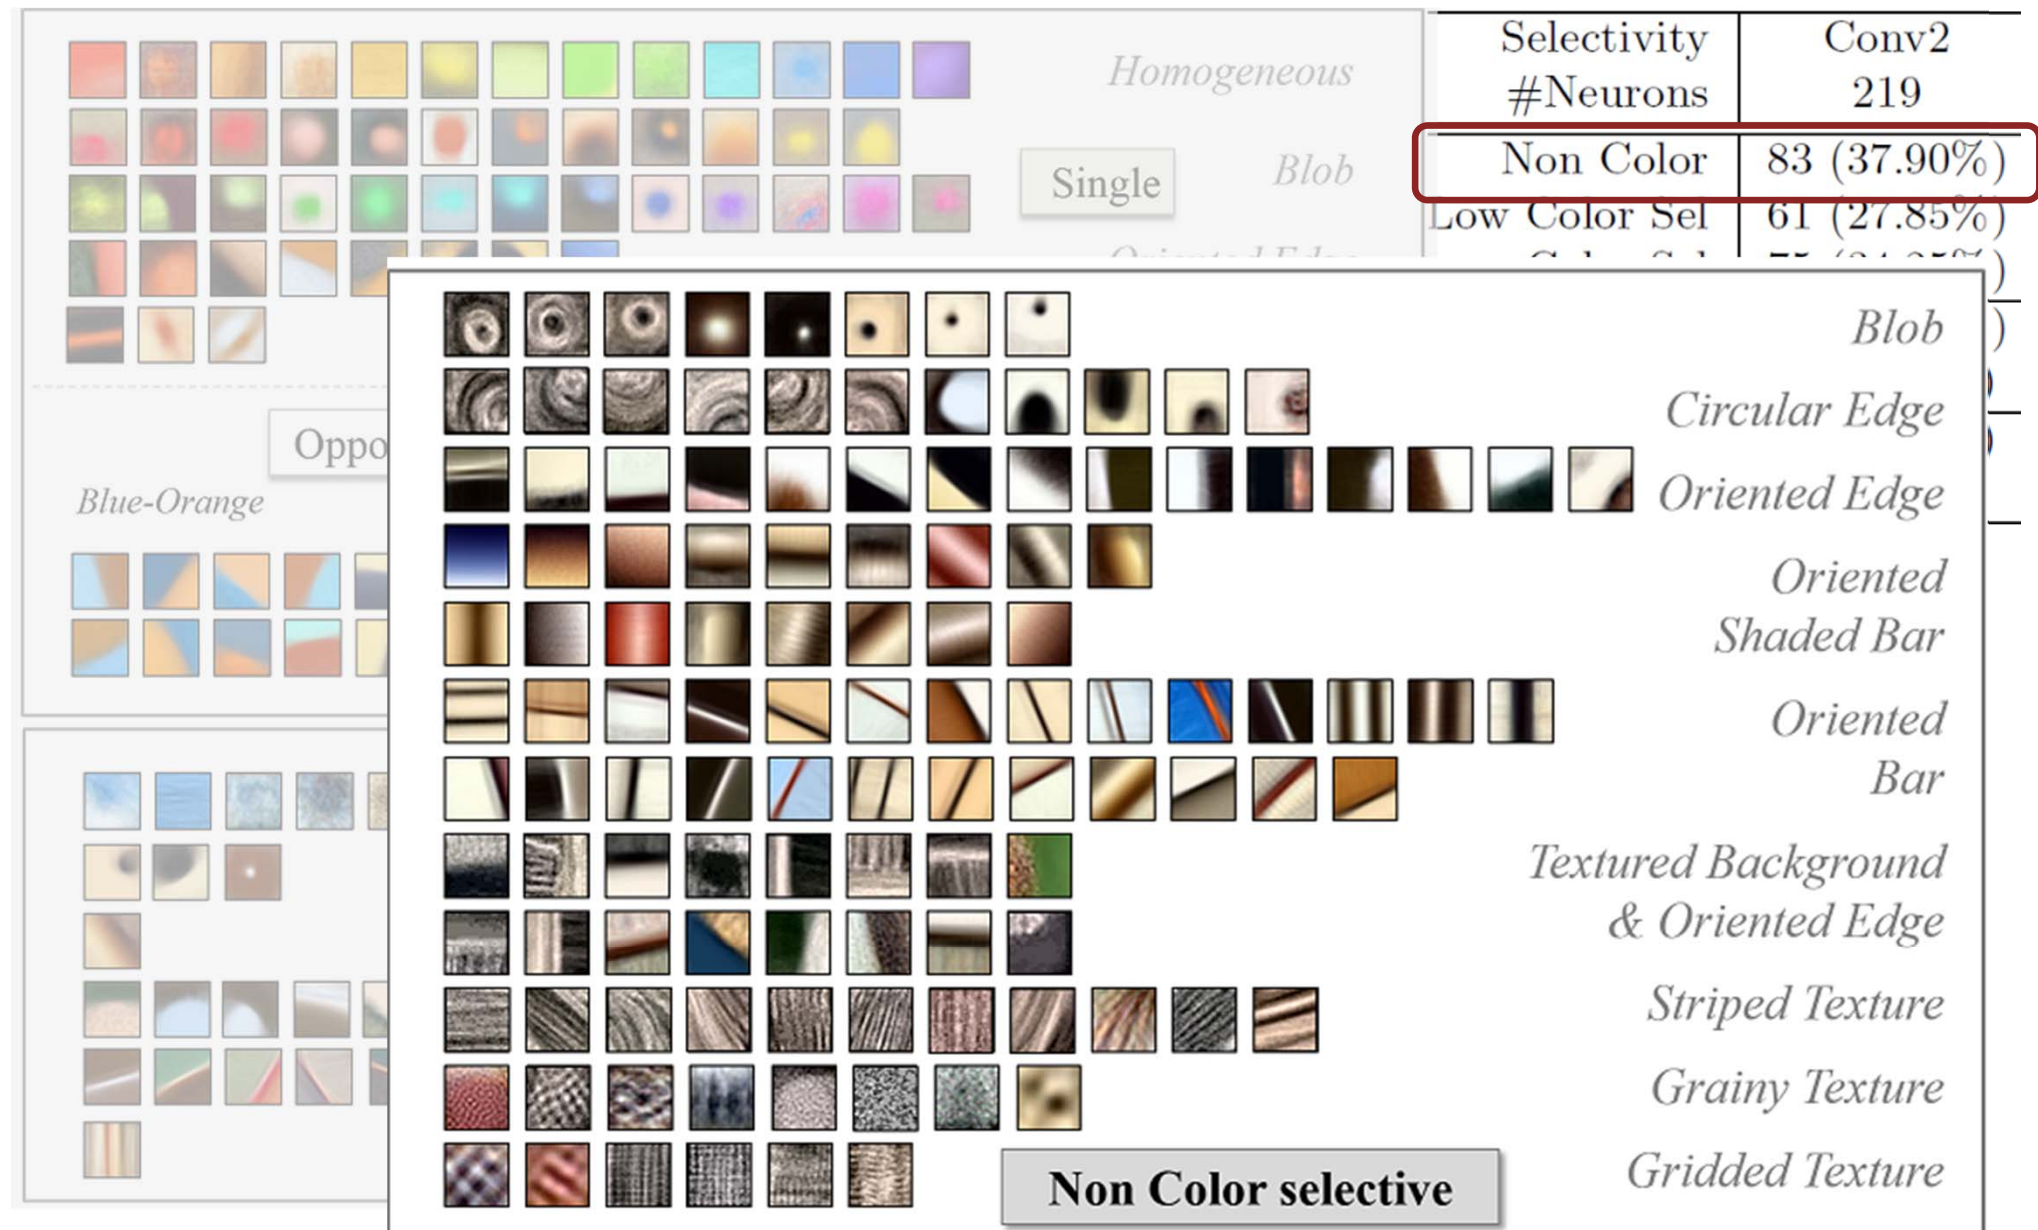 Homogeneous
Blob
Single
Blue-Orange
Selectivity Conv2
#Neurons 219
Non Color 83 (37.90%)
Low Color Sel 61 (27.85%)
Blob
Circular Edge
Oriented Edge
Oriented
Shaded Bar
Oriented
Bar
Textured Background
& Oriented Edge
Striped Texture
Grainy Texture
Gridded Texture
Non Color selective